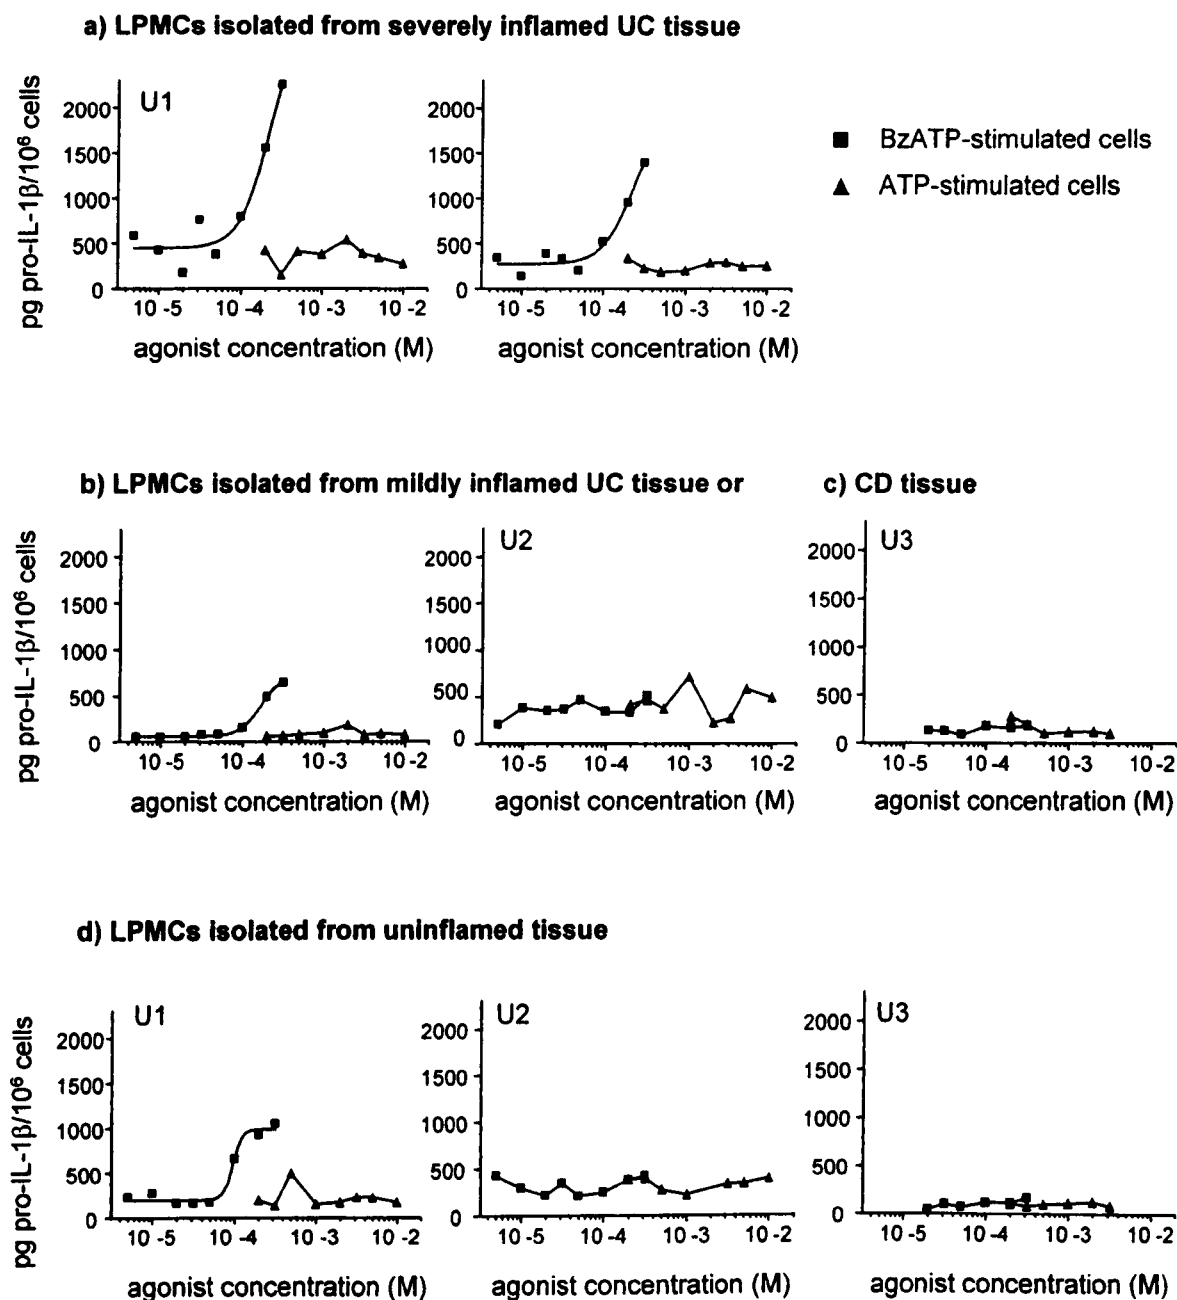 a) LPMCs isolated from severely inflamed UC tissue
pg pro-IL-1β/10⁶ cells
2000
1500
1000
500
0
U1
10⁻⁵ 10⁻⁴ 10⁻³ 10⁻²
agonist concentration (M)
2000
1500
1000
500
0
10⁻⁵ 10⁻⁴ 10⁻³ 10⁻²
agonist concentration (M)
BzATP-stimulated cells
ATP-stimulated cells
b) LPMCs isolated from mildly inflamed UC tissue or
c) CD tissue
pg pro-IL-1β/10⁶ cells
2000
1500
1000
500
0
10⁻⁵ 10⁻⁴ 10⁻³ 10⁻²
agonist concentration (M)
U2
2000
1500
1000
500
0
10⁻⁵ 10⁻⁴ 10⁻³ 10⁻²
agonist concentration (M)
U3
2000
1500
1000
500
0
10⁻⁵ 10⁻⁴ 10⁻³ 10⁻²
agonist concentration (M)
d) LPMCs isolated from uninflamed tissue
pg pro-IL-1β/10⁶ cells
U1
2000
1500
1000
500
0
10⁻⁵ 10⁻⁴ 10⁻³ 10⁻²
agonist concentration (M)
U2
2000
1500
1000
500
0
10⁻⁵ 10⁻⁴ 10⁻³ 10⁻²
agonist concentration (M)
U3
2000
1500
1000
500
0
10⁻⁵ 10⁻⁴ 10⁻³ 10⁻²
agonist concentration (M)